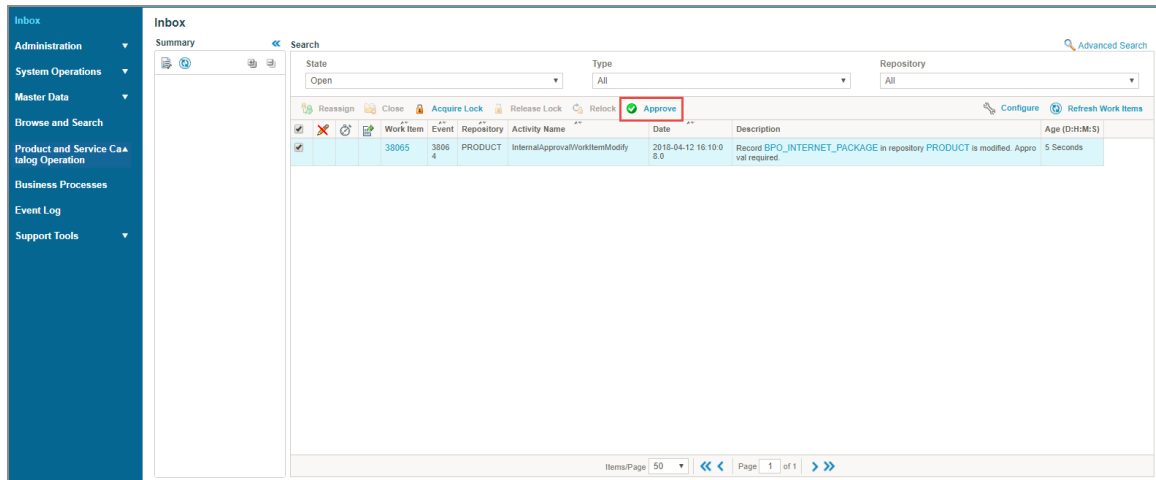 Inbox
Administration
System Operations
Master Data
Browse and Search
Product and Service Ca
talog Operation
Business Processes
Event Log
Support Tools
Inbox
Summary
Search
Advanced Search
State
Type
Repository
Open
All
All
Reassign Close Acquire Lock Release Lock Relock Approve Configure Refresh Work Items
Work Item Event Repository Activity Name Date Description Age (D:H:M:S)
38065 3806 PRODUCT InternalApprovalWorkItemModify 2018-04-12 16:10:0 Record BPO_INTERNET_PACKAGE in repository PRODUCT is modified. Appro 5 Seconds
4 8.0 val required.
Items/Page 50 Page 1 of 1